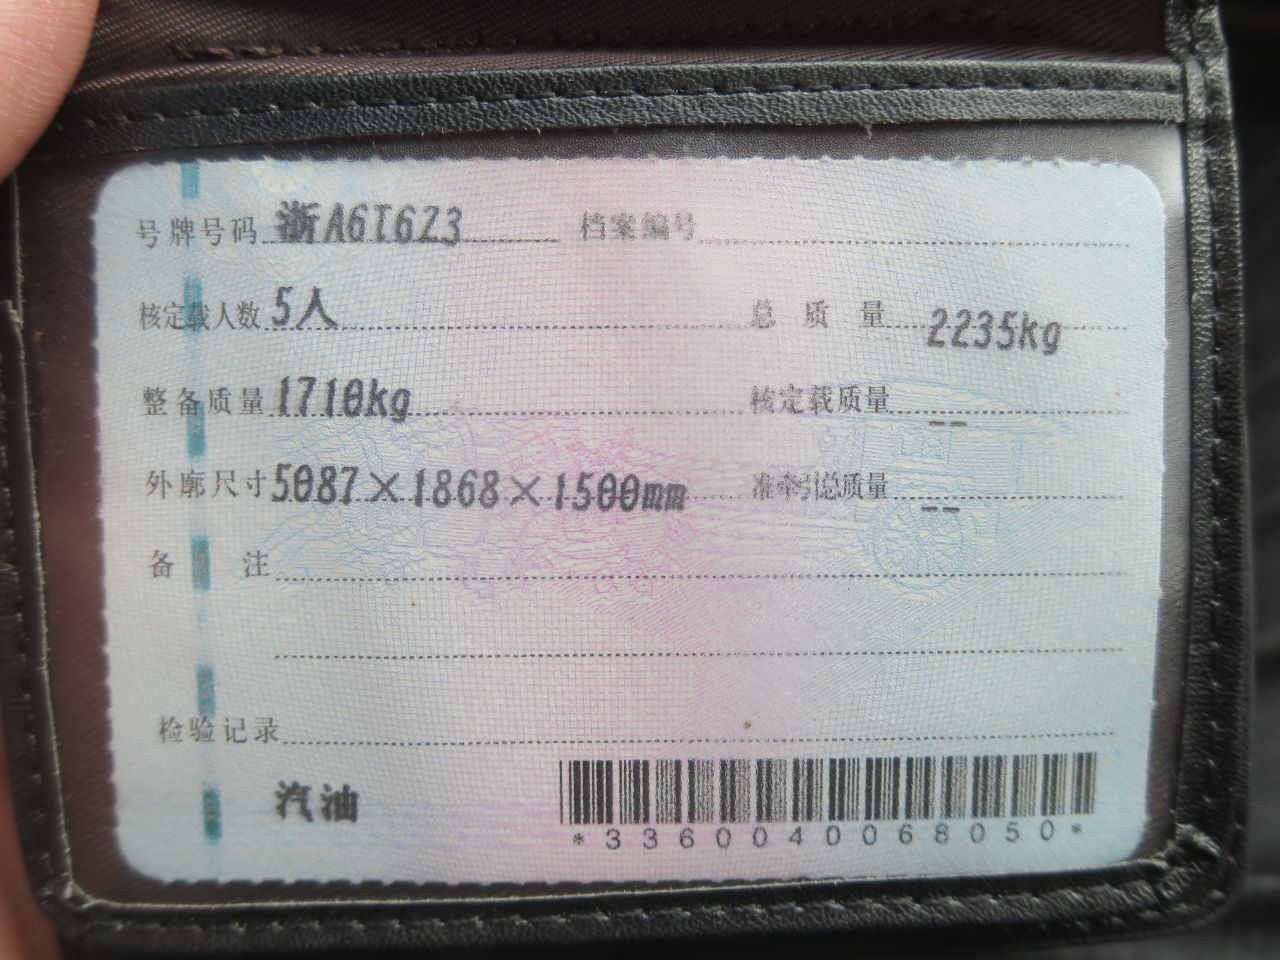 号牌号码 浙A6T6Z3 档案编号
核定载人数 5人 总质量 2235kg
整备质量 1710kg 核定载质量 --
外廓尺寸 5087×1868×1500mm 准牵引总质量 --
备注
检验记录
汽油
*3360040068050*